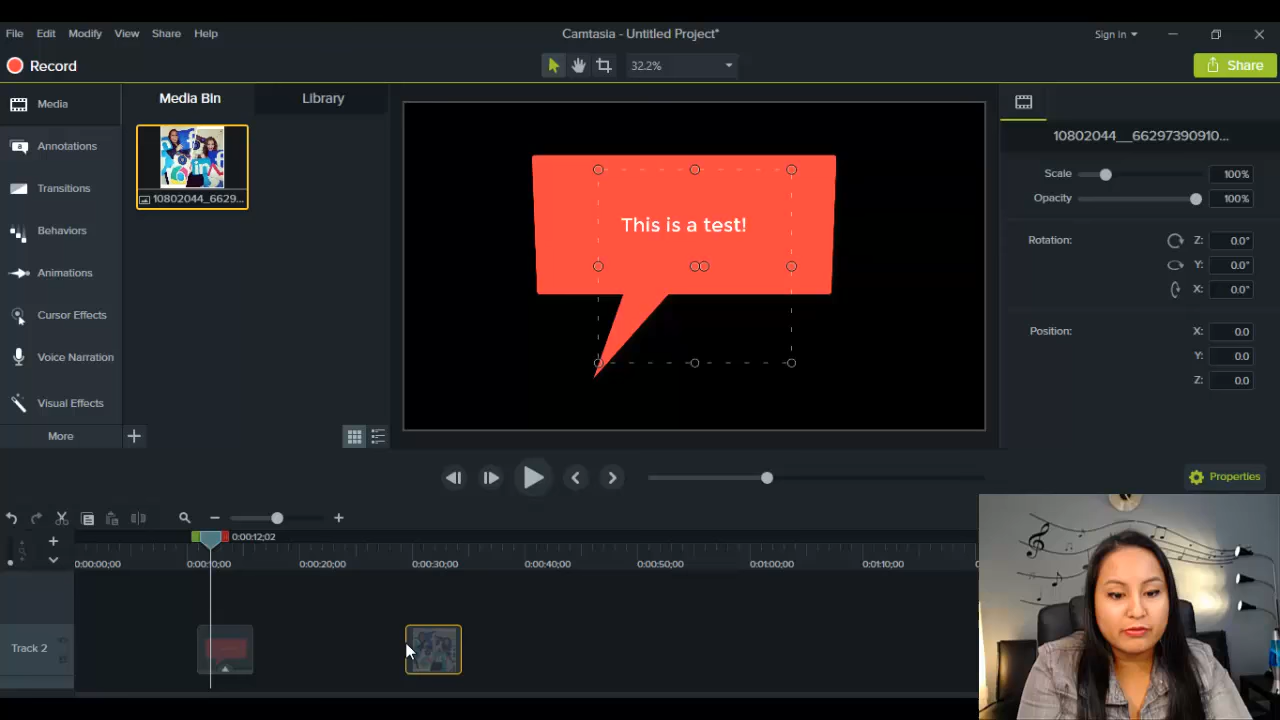 File Edit Modify View Share Help
Camtasia - Untitled Project*
Sign in
Record
32.2%
Share
Media
Media Bin
Library
Annotations
Transitions
Behaviors
Animations
Cursor Effects
Voice Narration
Visual Effects
More
10802044_6629...
This is a test!
10802044__66297390910...
Scale 100%
Opacity 100%
Rotation: Z: 0.0°
Y: 0.0°
X: 0.0°
Position: X: 0.0
Y: 0.0
Z: 0.0
Properties
0:00:12;02
0:00:00;00 0:00:10;00 0:00:20;00 0:00:30;00 0:00:40;00 0:00:50;00 0:01:00;00 0:01:10;00
Track 2